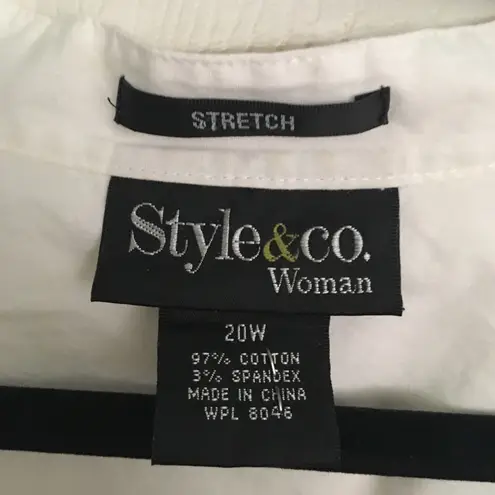 STRETCH
Style&co.
Woman
20W
97% COTTON
3% SPANDEX
MADE IN CHINA
WPL 8046